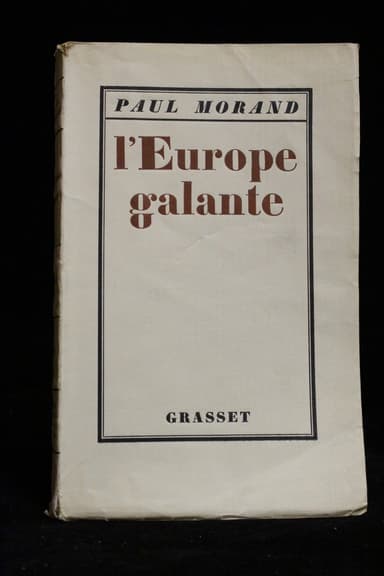 PAUL MORAND
l'Europe
galante
GRASSET